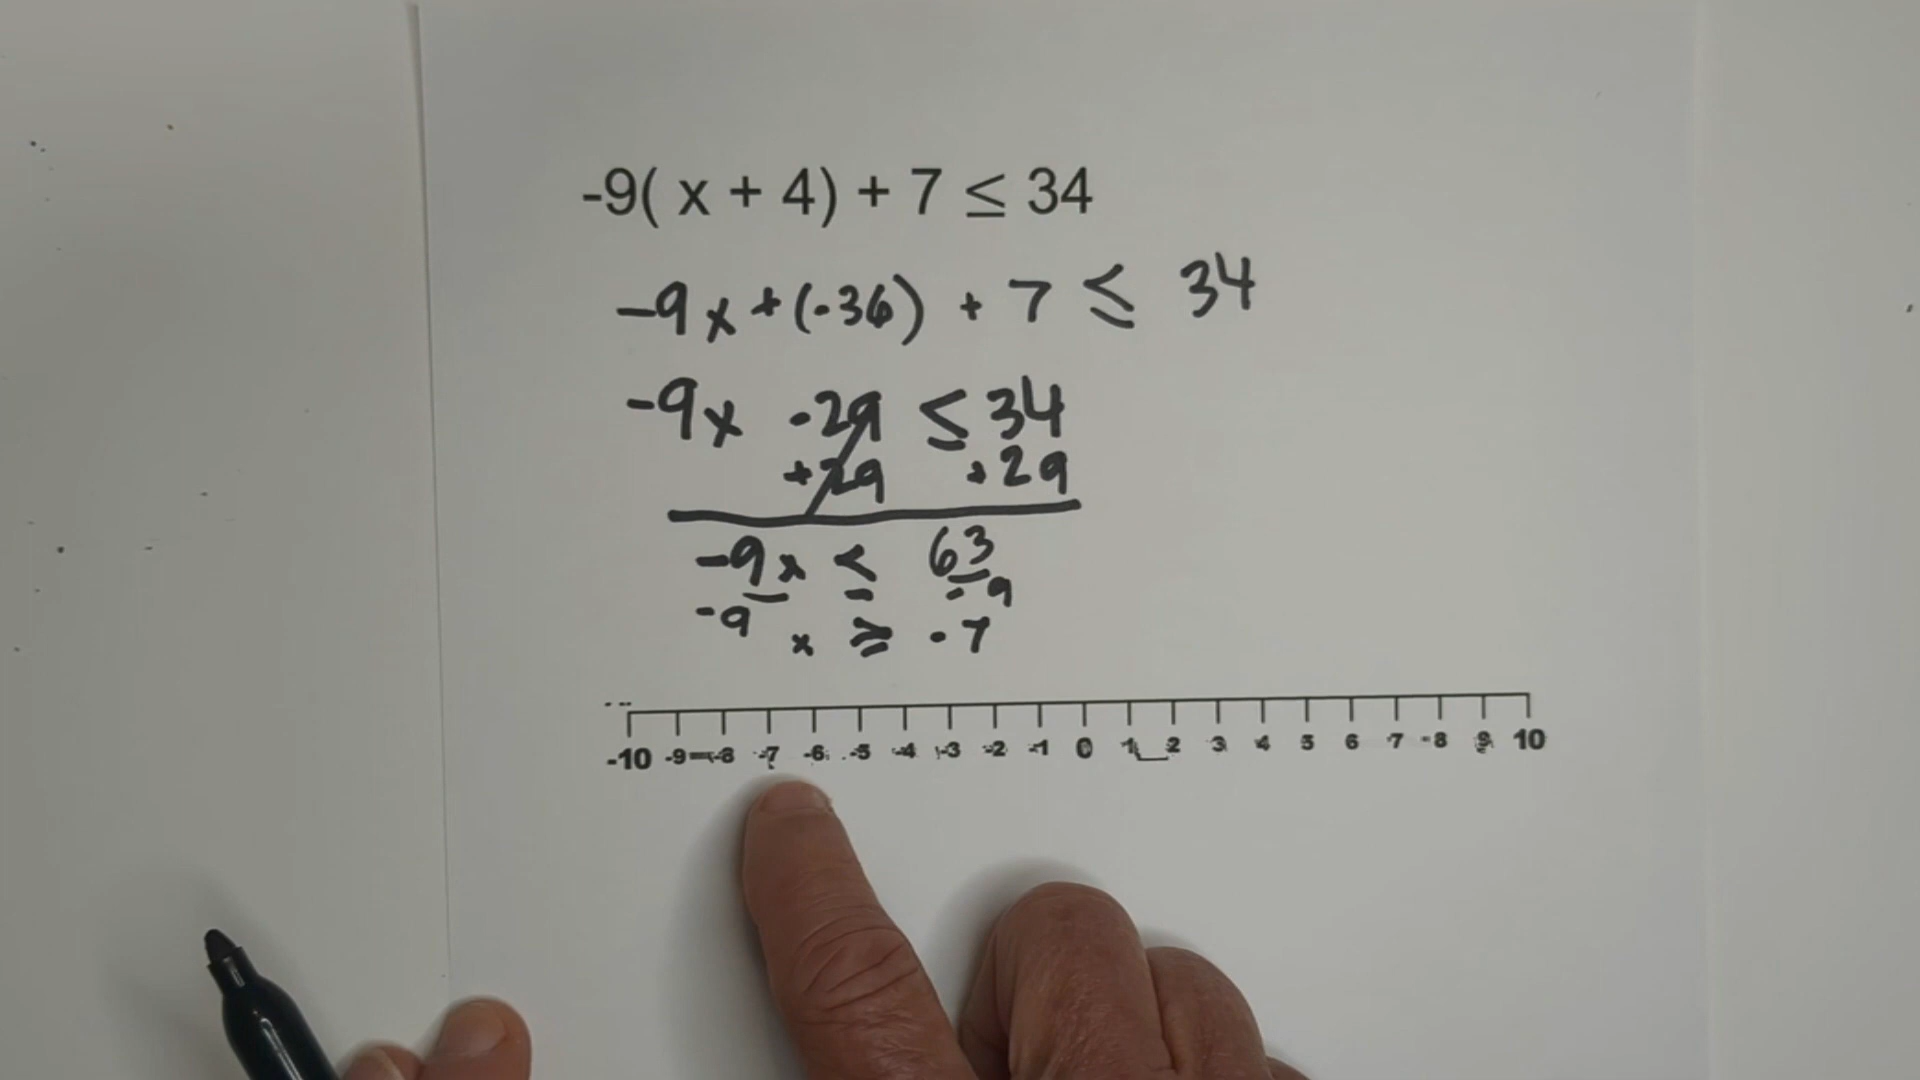 -9( x + 4) + 7 ≤ 34
-9x + (-36) + 7 ≤ 34
-9x -29 ≤ 34
+29 +29
-9x ≤ 63
-9 -9
x ≥ -7
-10 -9 -8 -7 -6 -5 -4 -3 -2 -1 0 1 2 3 4 5 6 7 8 9 10